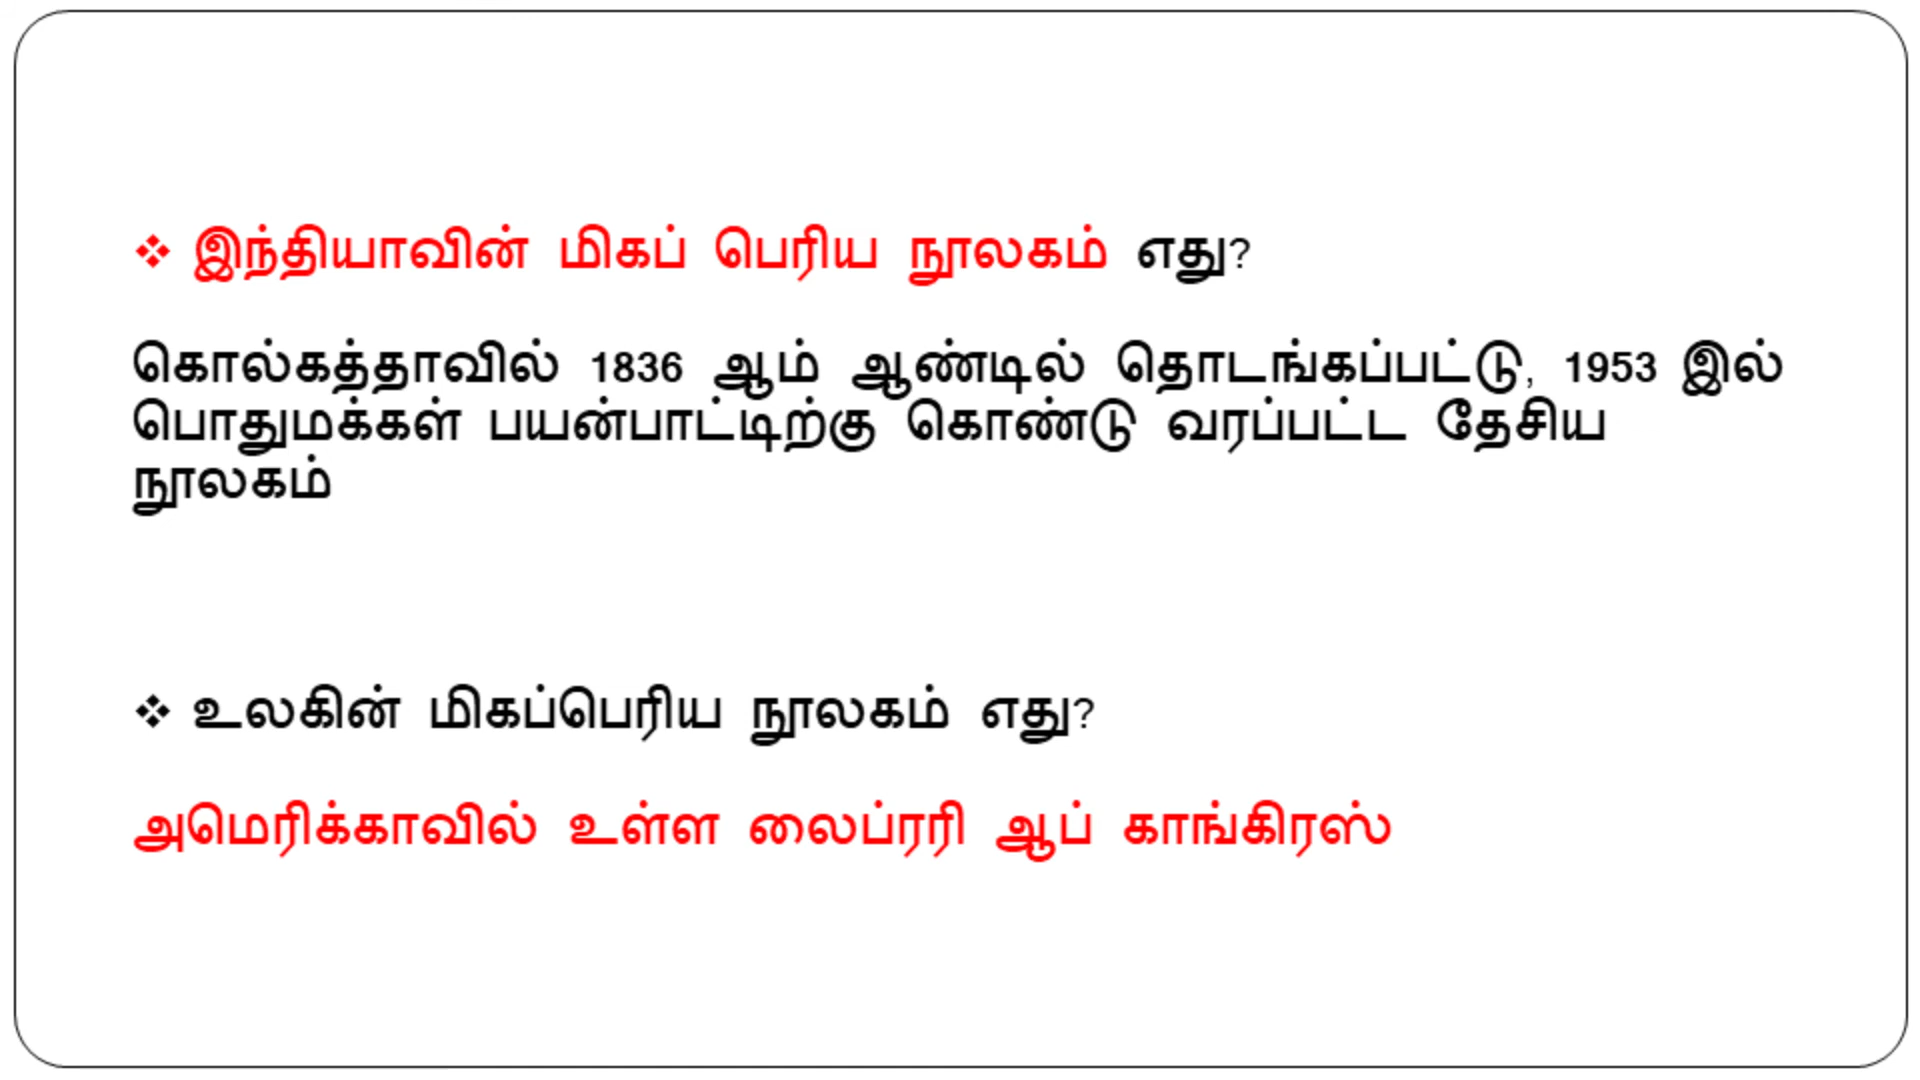 ❖ இந்தியாவின் மிகப் பெரிய நூலகம் எது?
கொல்கத்தாவில் 1836 ஆம் ஆண்டில் தொடங்கப்பட்டு, 1953 இல்
பொதுமக்கள் பயன்பாட்டிற்கு கொண்டு வரப்பட்ட தேசிய
நூலகம்
❖ உலகின் மிகப்பெரிய நூலகம் எது?
அமெரிக்காவில் உள்ள லைப்ரரி ஆப் காங்கிரஸ்